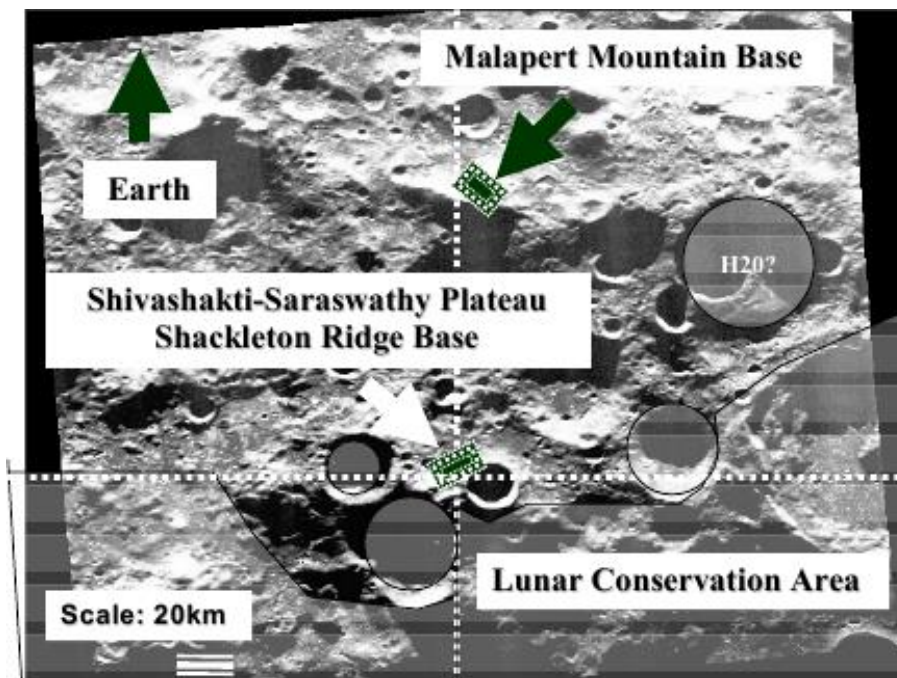 Malapert Mountain Base
Earth
H20?
Shivashakti-Saraswathy Plateau
Shackleton Ridge Base
Lunar Conservation Area
Scale: 20km